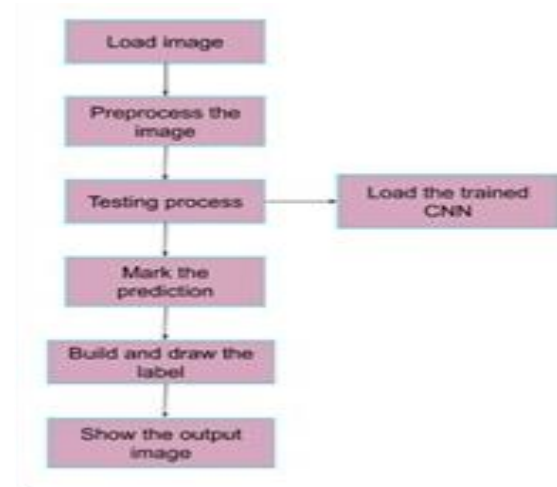 Load image
Preprocess the
image
Testing process
Load the trained
CNN
Mark the
prediction
Build and draw the
label
Show the output
image